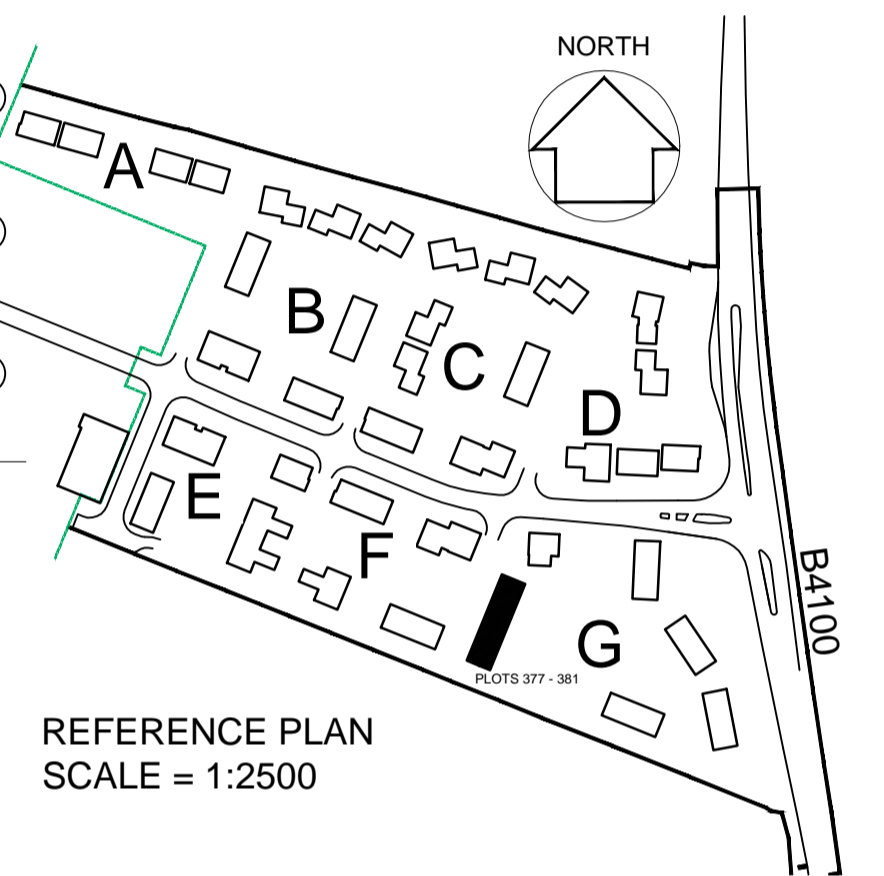 NORTH
A
B
C
D
E
F
G
B4100
PLOTS 377 - 381
REFERENCE PLAN
SCALE = 1:2500